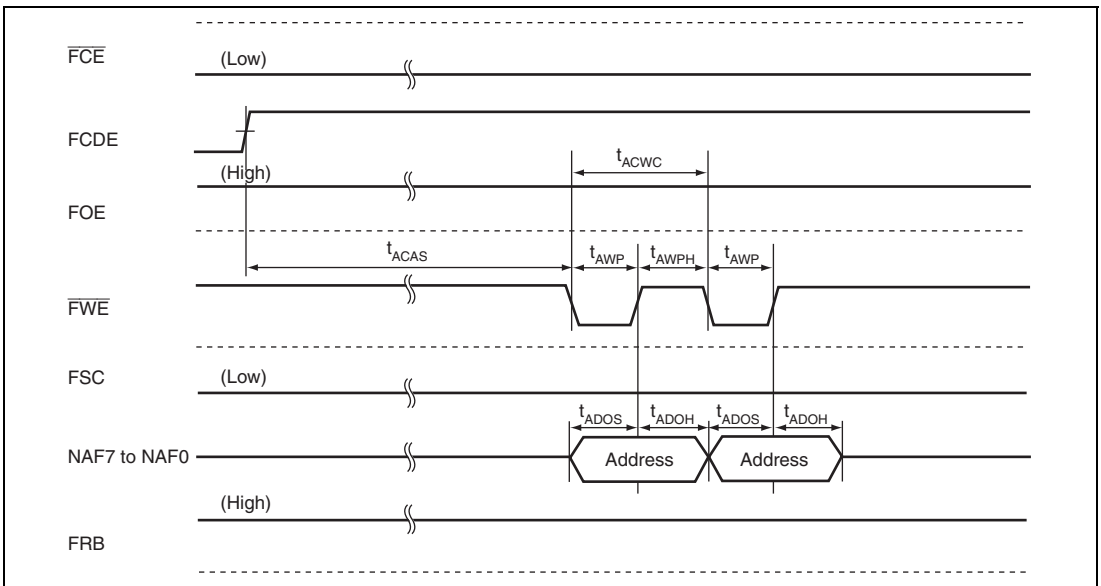 FCE (Low)
FCDE
(High)
FOE
tACWC
tACAS
tAWP tAWPH tAWP
FWE
FSC (Low)
tADOS tADOH tADOS tADOH
NAF7 to NAF0 Address Address
(High)
FRB